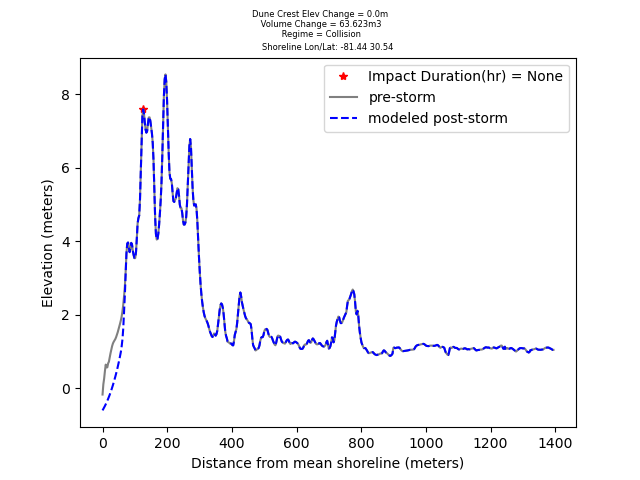 Dune Crest Elev Change = 0.0m
Volume Change = 63.623m3
Regime = Collision
Shoreline Lon/Lat: -81.44 30.54
Impact Duration(hr) = None
pre-storm
modeled post-storm
Elevation (meters)
8
6
4
2
0
0 200 400 600 800 1000 1200 1400
Distance from mean shoreline (meters)